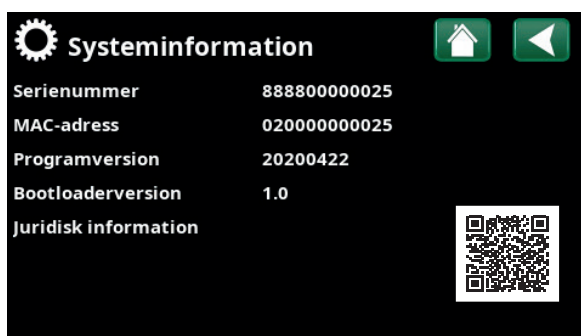 Systeminformation
Serienummer 888800000025
MAC-adress 020000000025
Programversion 20200422
Bootloaderversion 1.0
Juridisk information